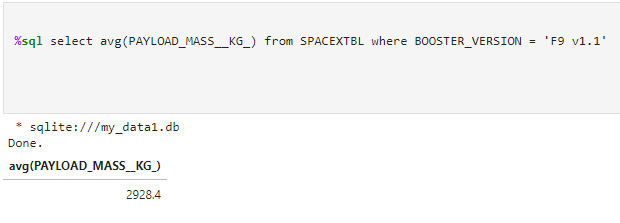 %sql select avg(PAYLOAD_MASS__KG_) from SPACEXTBL where BOOSTER_VERSION = 'F9 v1.1'
* sqlite:///my_data1.db
Done.
avg(PAYLOAD_MASS__KG_)
2928.4